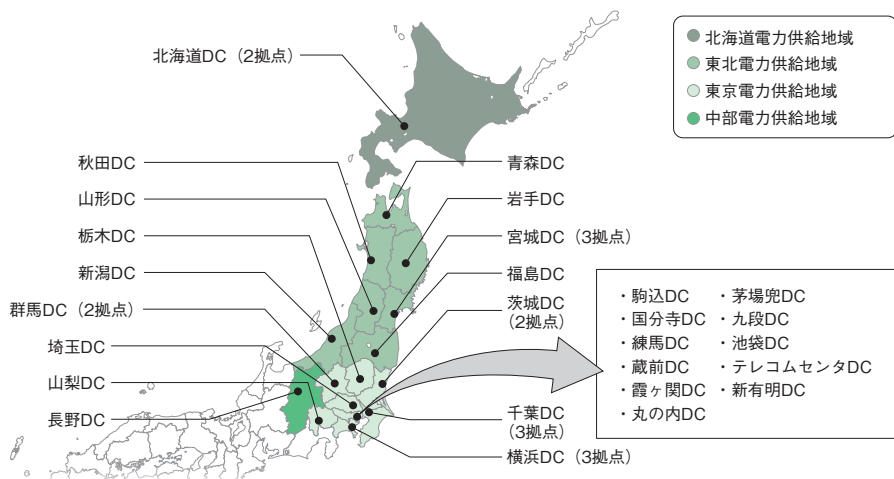 北海道DC（2拠点）
北海道電力供給地域
東北電力供給地域
東京電力供給地域
中部電力供給地域
秋田DC
山形DC
栃木DC
新潟DC
群馬DC（2拠点）
埼玉DC
山梨DC
長野DC
青森DC
岩手DC
宮城DC（3拠点）
福島DC
茨城DC
（2拠点）
千葉DC
（3拠点）
横浜DC（3拠点）
・駒込DC
・国分寺DC
・練馬DC
・蔵前DC
・霞ヶ関DC
・丸の内DC
・茅場兜DC
・九段DC
・池袋DC
・テレコムセンタDC
・新有明DC